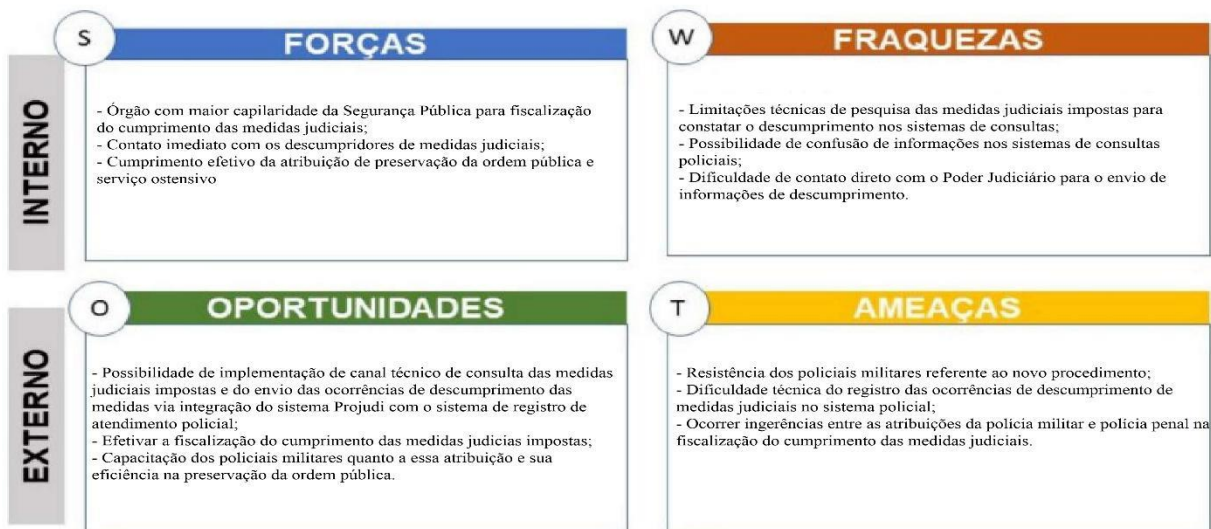 S
FORÇAS
INTERNO
- Órgão com maior capilaridade da Segurança Pública para fiscalização
do cumprimento das medidas judiciais;
- Contato imediato com os descumpridores de medidas judiciais;
- Cumprimento efetivo da atribuição de preservação da ordem pública e
serviço ostensivo
W
FRAQUEZAS
- Limitações técnicas de pesquisa das medidas judiciais impostas para
constatar o descumprimento nos sistemas de consultas;
- Possibilidade de confusão de informações nos sistemas de consultas
policiais;
- Dificuldade de contato direto com o Poder Judiciário para o envio de
informações de descumprimento.
O
OPORTUNIDADES
EXTERNO
- Possibilidade de implementação de canal técnico de consulta das medidas
judiciais impostas e do envio das ocorrências de descumprimento das
medidas via integração do sistema Projudi com o sistema de registro de
atendimento policial;
- Efetivar a fiscalização do cumprimento das medidas judicias impostas;
- Capacitação dos policiais militares quanto a essa atribuição e sua
eficiência na preservação da ordem pública.
T
AMEAÇAS
- Resistência dos policiais militares referente ao novo procedimento;
- Dificuldade técnica do registro das ocorrências de descumprimento de
medidas judiciais no sistema policial;
- Ocorrer ingerências entre as atribuições da policia militar e polícia penal na
fiscalização do cumprimento das medidas judiciais.